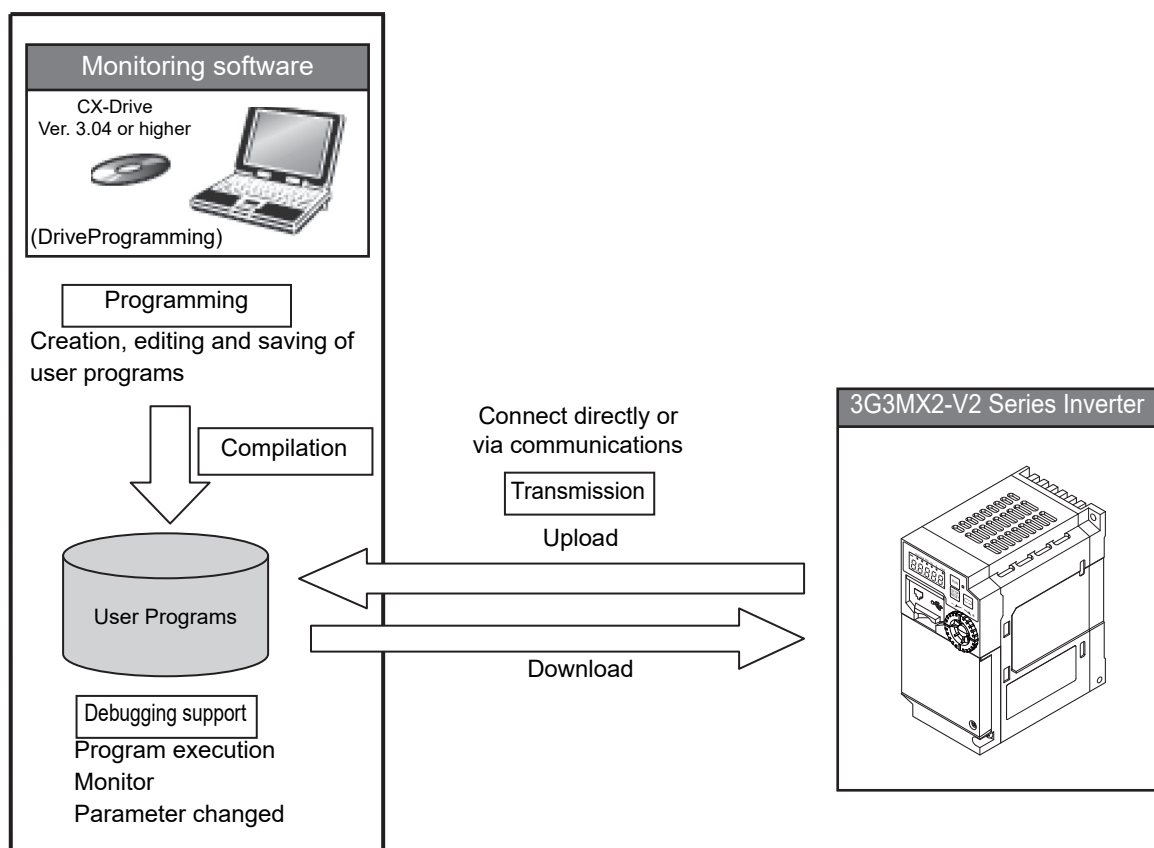 Monitoring software
CX-Drive
Ver. 3.04 or higher
(DriveProgramming)
Programming
Creation, editing and saving of
user programs
Compilation
User Programs
Debugging support
Program execution
Monitor
Parameter changed
Connect directly or
via communications
Transmission
Upload
Download
3G3MX2-V2 Series Inverter